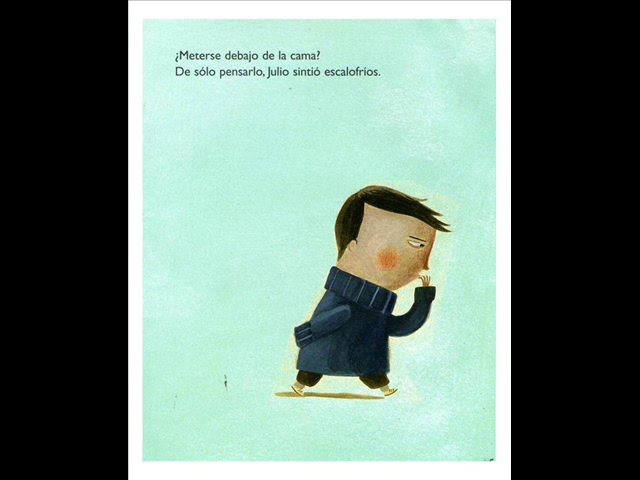 ¿Meterse debajo de la cama?
De sólo pensarlo, Julio sintió escalofríos.